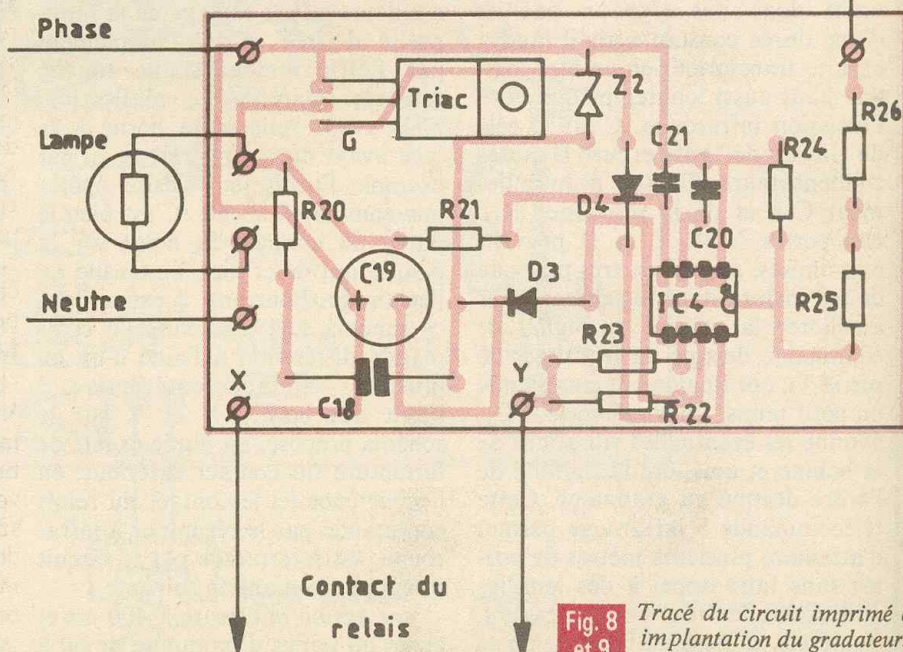 Phase
Triac
Z2
G
C21
R26
R24
Lampe
D4
R20
R21
C20
C19
D3
+
−
IC4
Neutre
R25
R23
X
Y
C18
R22
Contact du
relais
Fig. 8
et 9
Tracé du circuit imprimé
implantation du gradateur